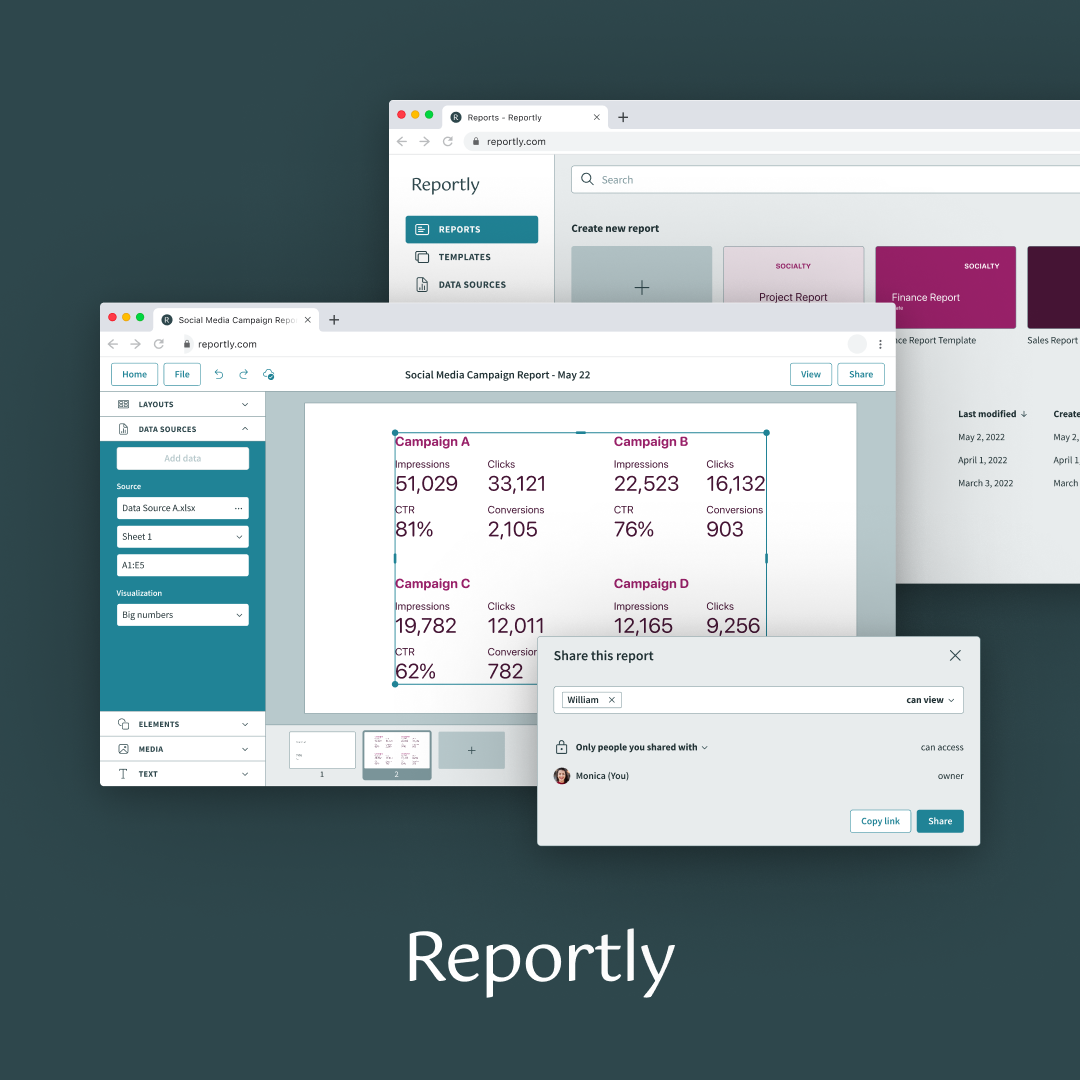 Reports - Reportly
reportly.com
Reportly
Search
REPORTS
TEMPLATES
DATA SOURCES
Create new report
SOCIALTY
Project Report
SOCIALTY
Finance Report
ce Report Template
Sales Report
Last modified
Create
May 2, 2022
May 2,
April 1, 2022
April 1,
March 3, 2022
March
Social Media Campaign Repor
reportly.com
Home
File
Social Media Campaign Report - May 22
View
Share
LAYOUTS
DATA SOURCES
Add data
Source
Data Source A.xlsx
Sheet 1
A1:E5
Visualization
Big numbers
ELEMENTS
MEDIA
TEXT
Campaign A
Impressions Clicks
51,029 33,121
CTR Conversions
81% 2,105
Campaign B
Impressions Clicks
22,523 16,132
CTR Conversions
76% 903
Campaign C
Impressions Clicks
19,782 12,011
CTR Conversion
62% 782
Campaign D
Impressions Clicks
12,165 9,256
1
2
Share this report
William
can view
Only people you shared with
can access
Monica (You)
owner
Copy link
Share
Reportly